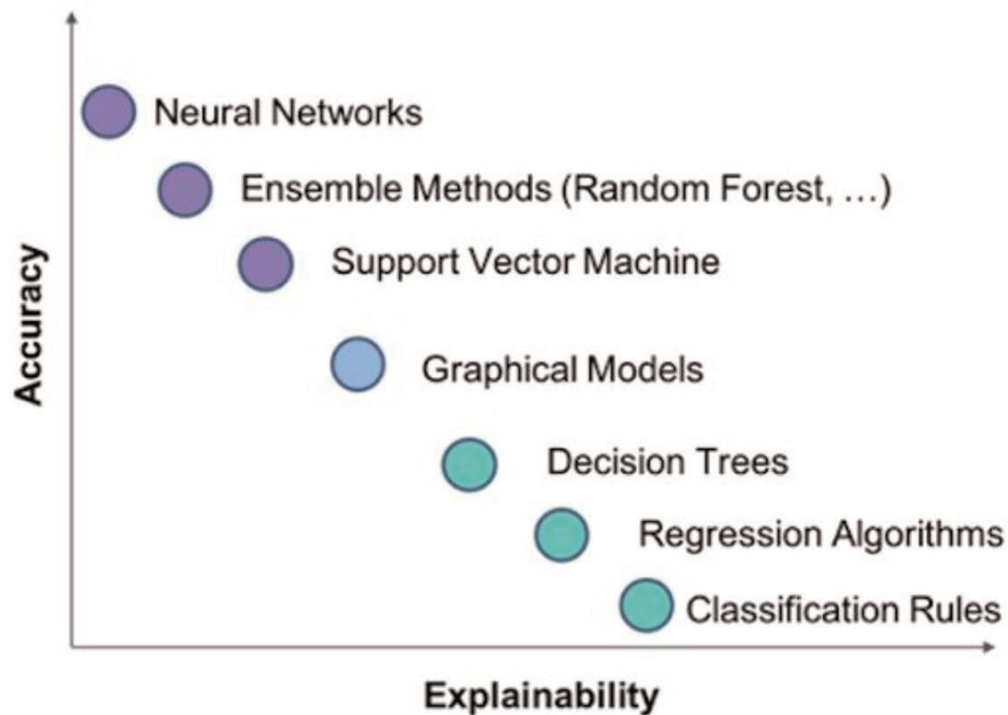 Neural Networks
Ensemble Methods (Random Forest, ...)
Support Vector Machine
Accuracy
Graphical Models
Decision Trees
Regression Algorithms
Classification Rules
Explainability